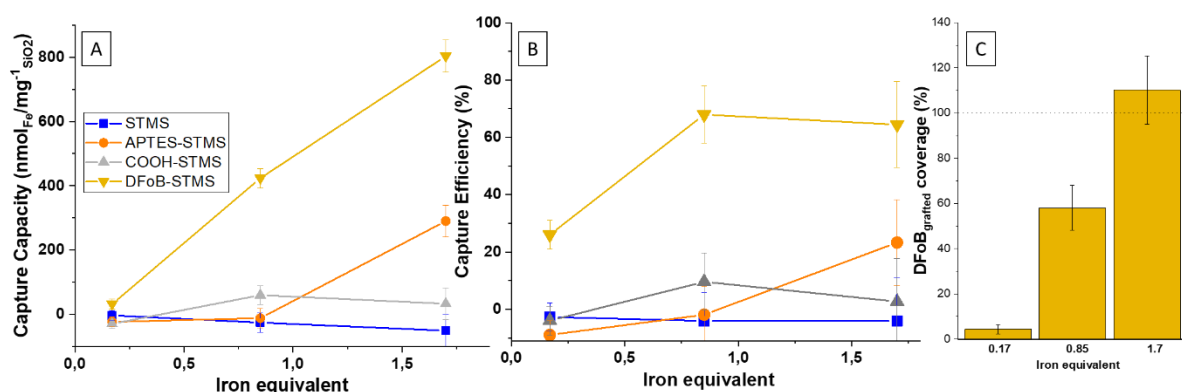 A
Capture Capacity (nmolFe/mg-1SiO2)
800
600
400
200
0
STMS
APTES-STMS
COOH-STMS
DFoB-STMS
0,0
0,5
1,0
1,5
Iron equivalent
B
Capture Efficiency (%)
100
80
60
40
20
0
0,0
0,5
1,0
1,5
Iron equivalent
C
DFoBgrafted coverage (%)
140
120
100
80
60
40
20
0
0.17
0.85
1.7
Iron equivalent